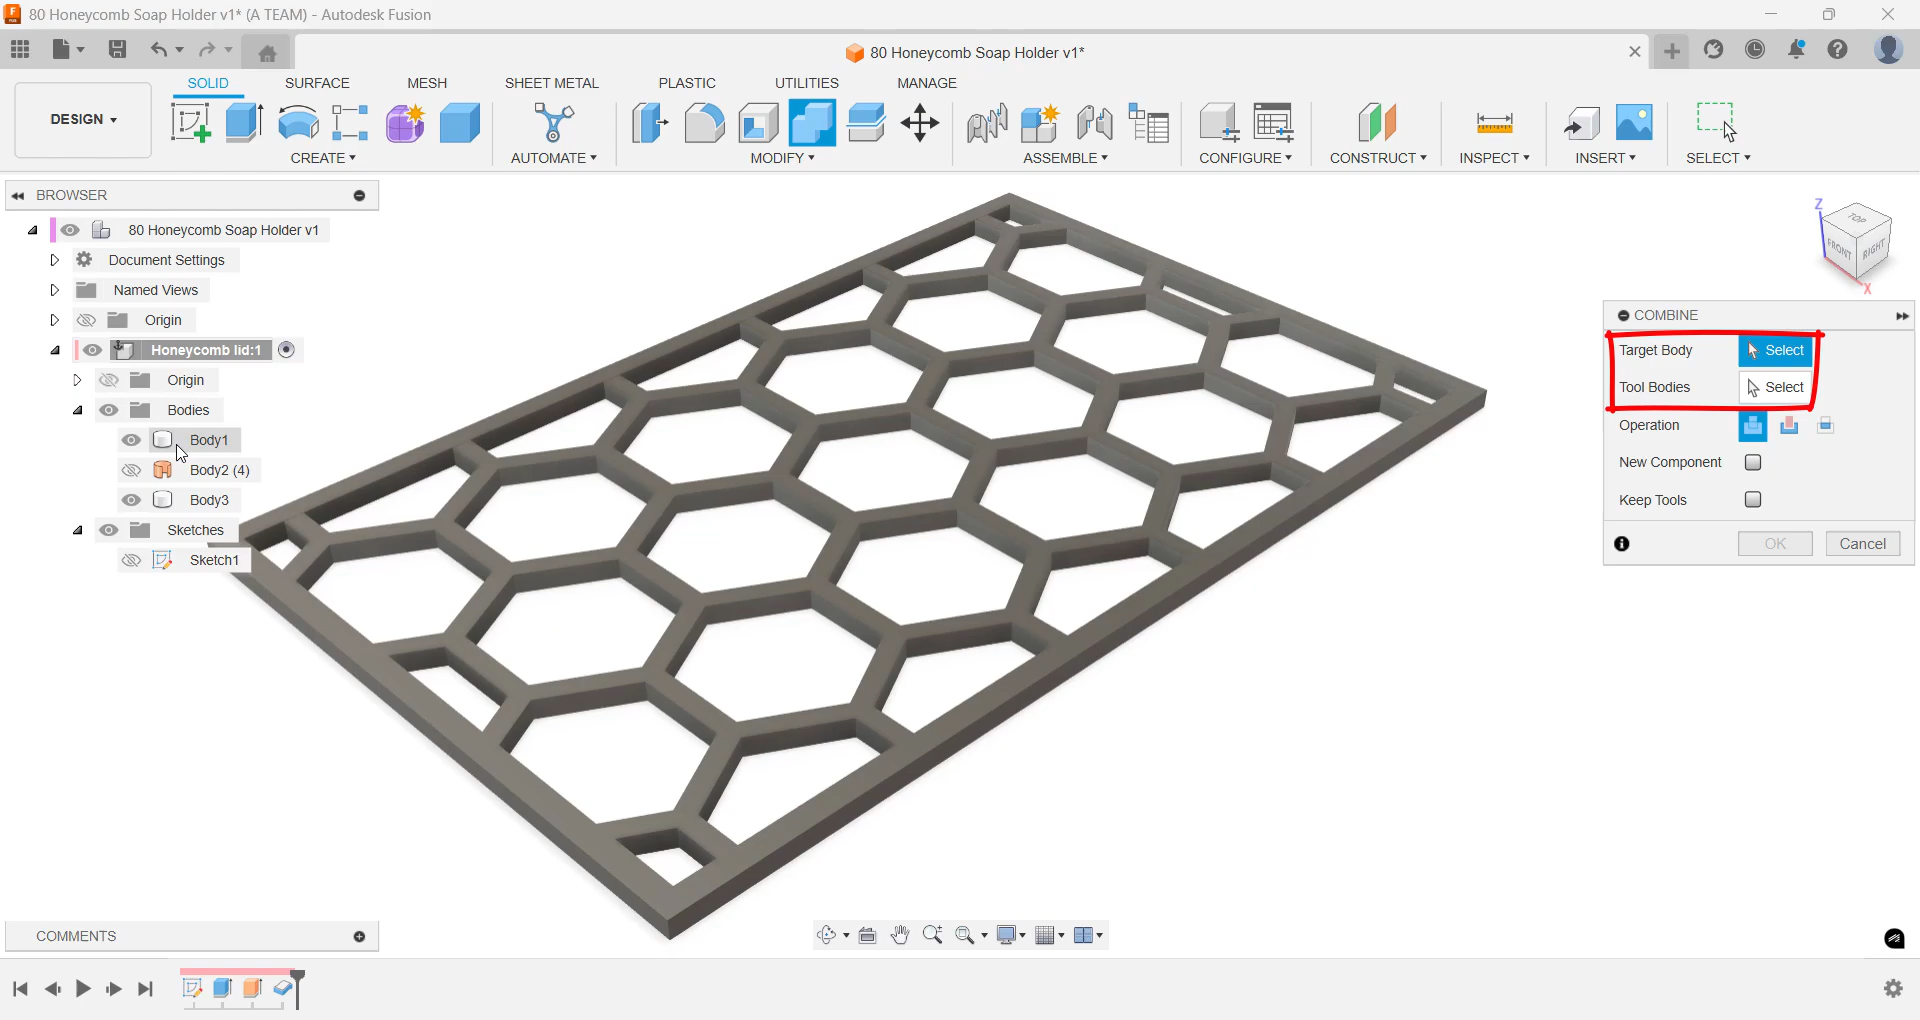 80 Honeycomb Soap Holder v1* (A TEAM) - Autodesk Fusion
80 Honeycomb Soap Holder v1*
SOLID SURFACE MESH SHEET METAL PLASTIC UTILITIES MANAGE
DESIGN
CREATE AUTOMATE MODIFY ASSEMBLE CONFIGURE CONSTRUCT INSPECT INSERT SELECT
BROWSER
80 Honeycomb Soap Holder v1
Document Settings
Named Views
Origin
Honeycomb lid:1
Origin
Bodies
Body1
Body2 (4)
Body3
Sketches
Sketch1
Z
TOP
FRONT
RIGHT
X
COMBINE
Target Body Select
Tool Bodies Select
Operation
New Component
Keep Tools
OK Cancel
COMMENTS